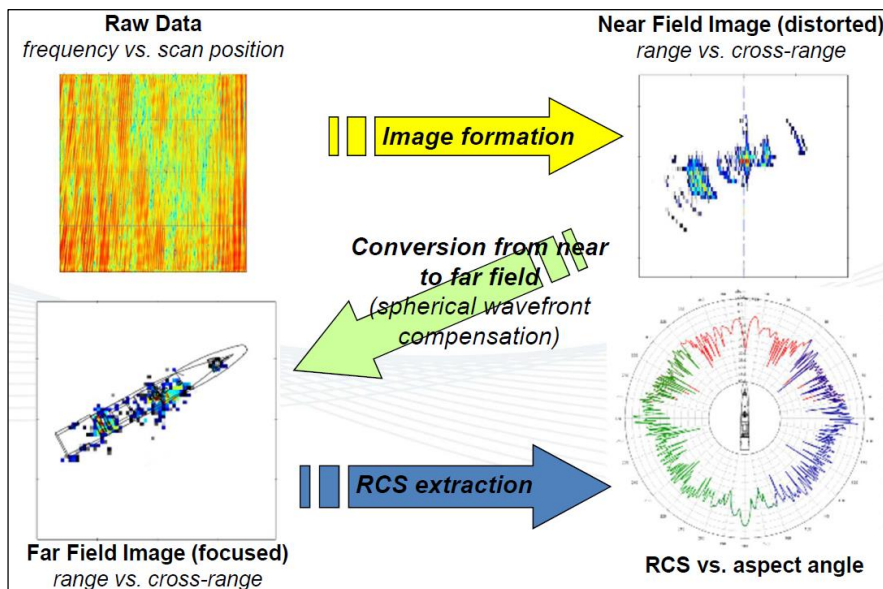 Raw Data
frequency vs. scan position
Near Field Image (distorted)
range vs. cross-range
Image formation
Conversion from near
to far field
(spherical wavefront
compensation)
RCS extraction
Far Field Image (focused)
range vs. cross-range
RCS vs. aspect angle